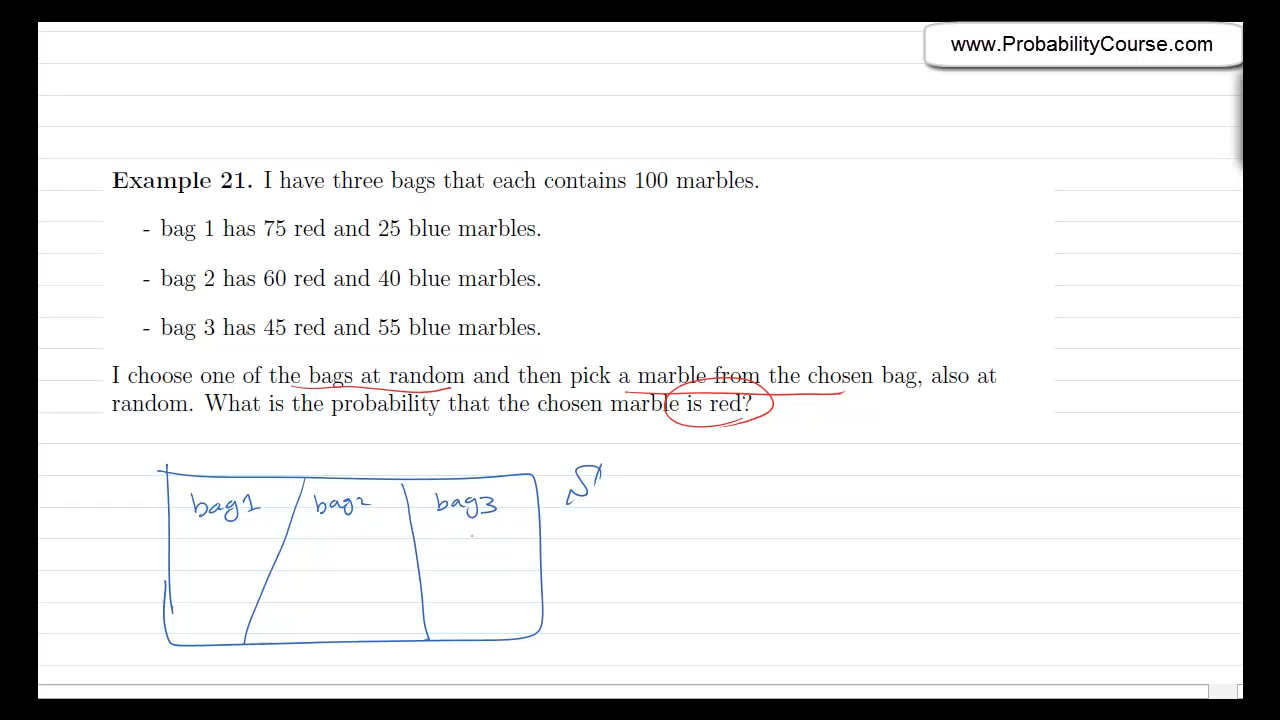 www.ProbabilityCourse.com
Example 21. I have three bags that each contains 100 marbles.
- bag 1 has 75 red and 25 blue marbles.
- bag 2 has 60 red and 40 blue marbles.
- bag 3 has 45 red and 55 blue marbles.
I choose one of the bags at random and then pick a marble from the chosen bag, also at
random. What is the probability that the chosen marble is red?
bag1 bag2 bag3 S